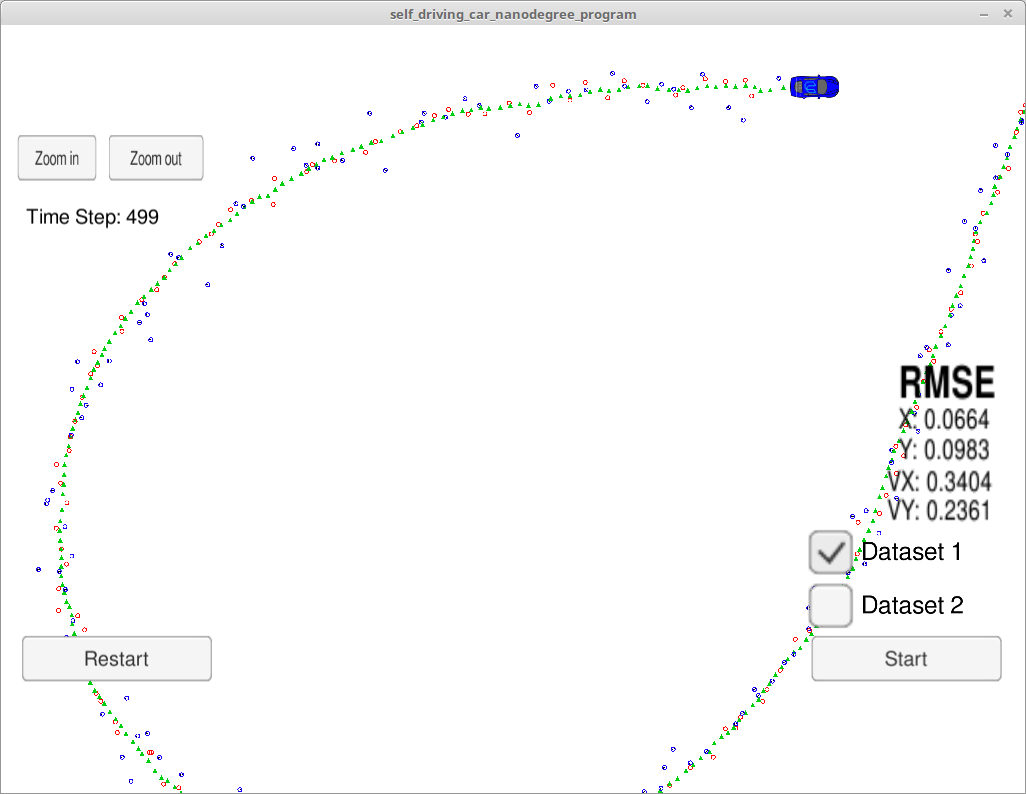 self_driving_car_nanodegree_program
Zoom in
Zoom out
Time Step: 499
RMSE
X: 0.0664
Y: 0.0983
VX: 0.3404
VY: 0.2361
Dataset 1
Dataset 2
Restart
Start